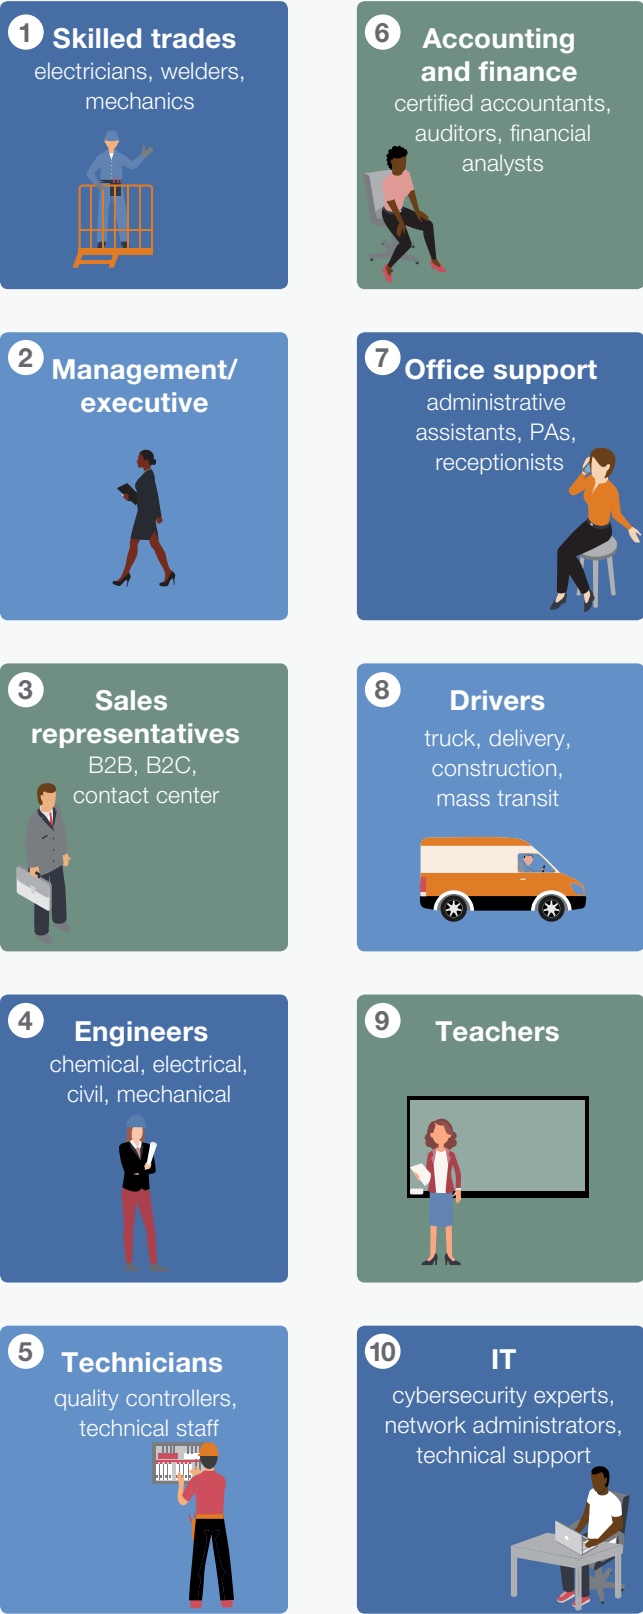 1
Skilled trades
electricians, welders,
mechanics
2
Management/
executive
3
Sales
representatives
B2B, B2C,
contact center
4
Engineers
chemical, electrical,
civil, mechanical
5
Technicians
quality controllers,
technical staff
6
Accounting
and finance
certified accountants,
auditors, financial
analysts
7
Office support
administrative
assistants, PAs,
receptionists
8
Drivers
truck, delivery,
construction,
mass transit
9
Teachers
10
IT
cybersecurity experts,
network administrators,
technical support